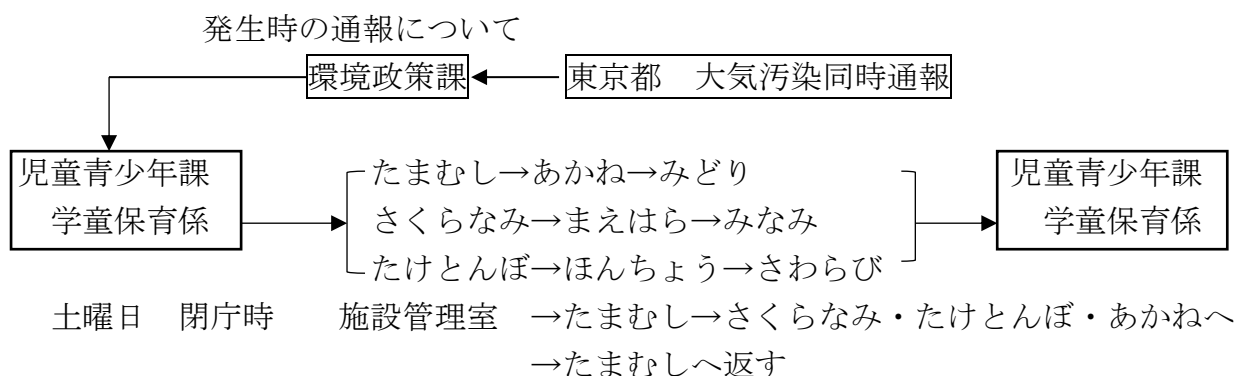 発生時の通報について
環境政策課 東京都　大気汚染同時通報
児童青少年課
学童保育係
たまむし→あかね→みどり
さくらなみ→まえはら→みなみ
たけとんぼ→ほんちょう→さわらび
児童青少年課
学童保育係
土曜日　閉庁時　　施設管理室　→たまむし→さくらなみ・たけとんぼ・あかねへ
→たまむしへ返す